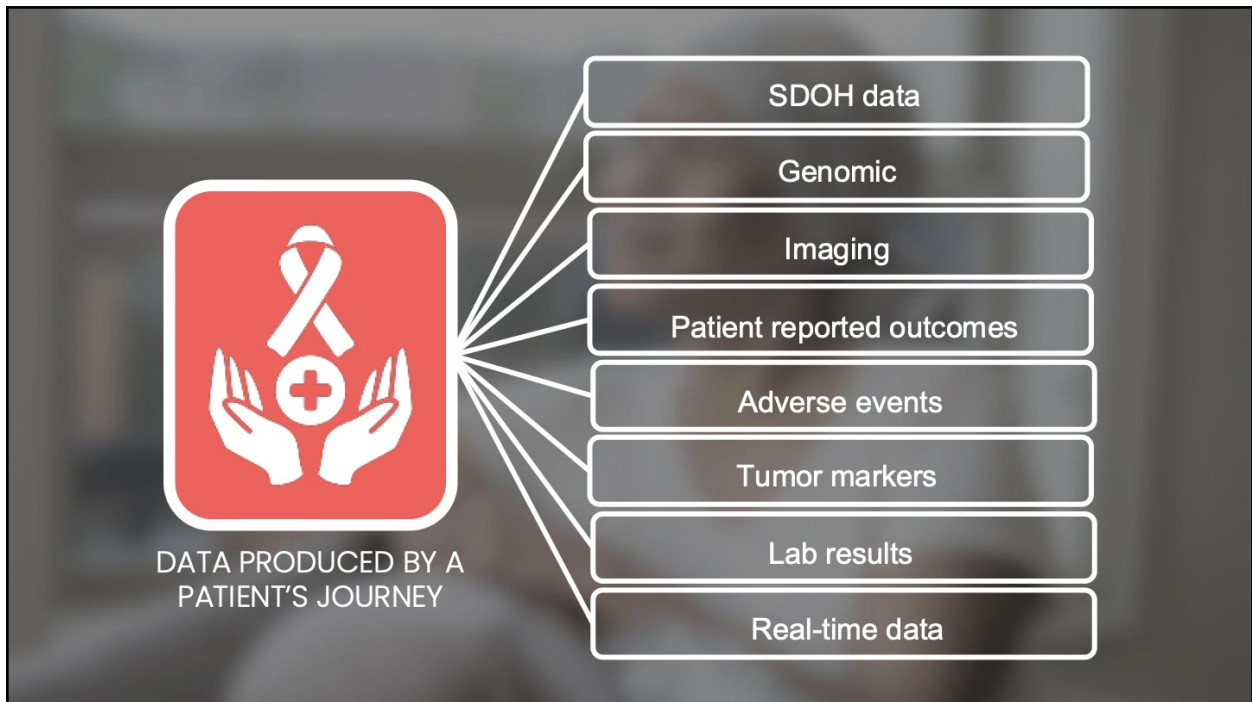 SDOH data
Genomic
Imaging
Patient reported outcomes
Adverse events
Tumor markers
Lab results
Real-time data
DATA PRODUCED BY A
PATIENT’S JOURNEY